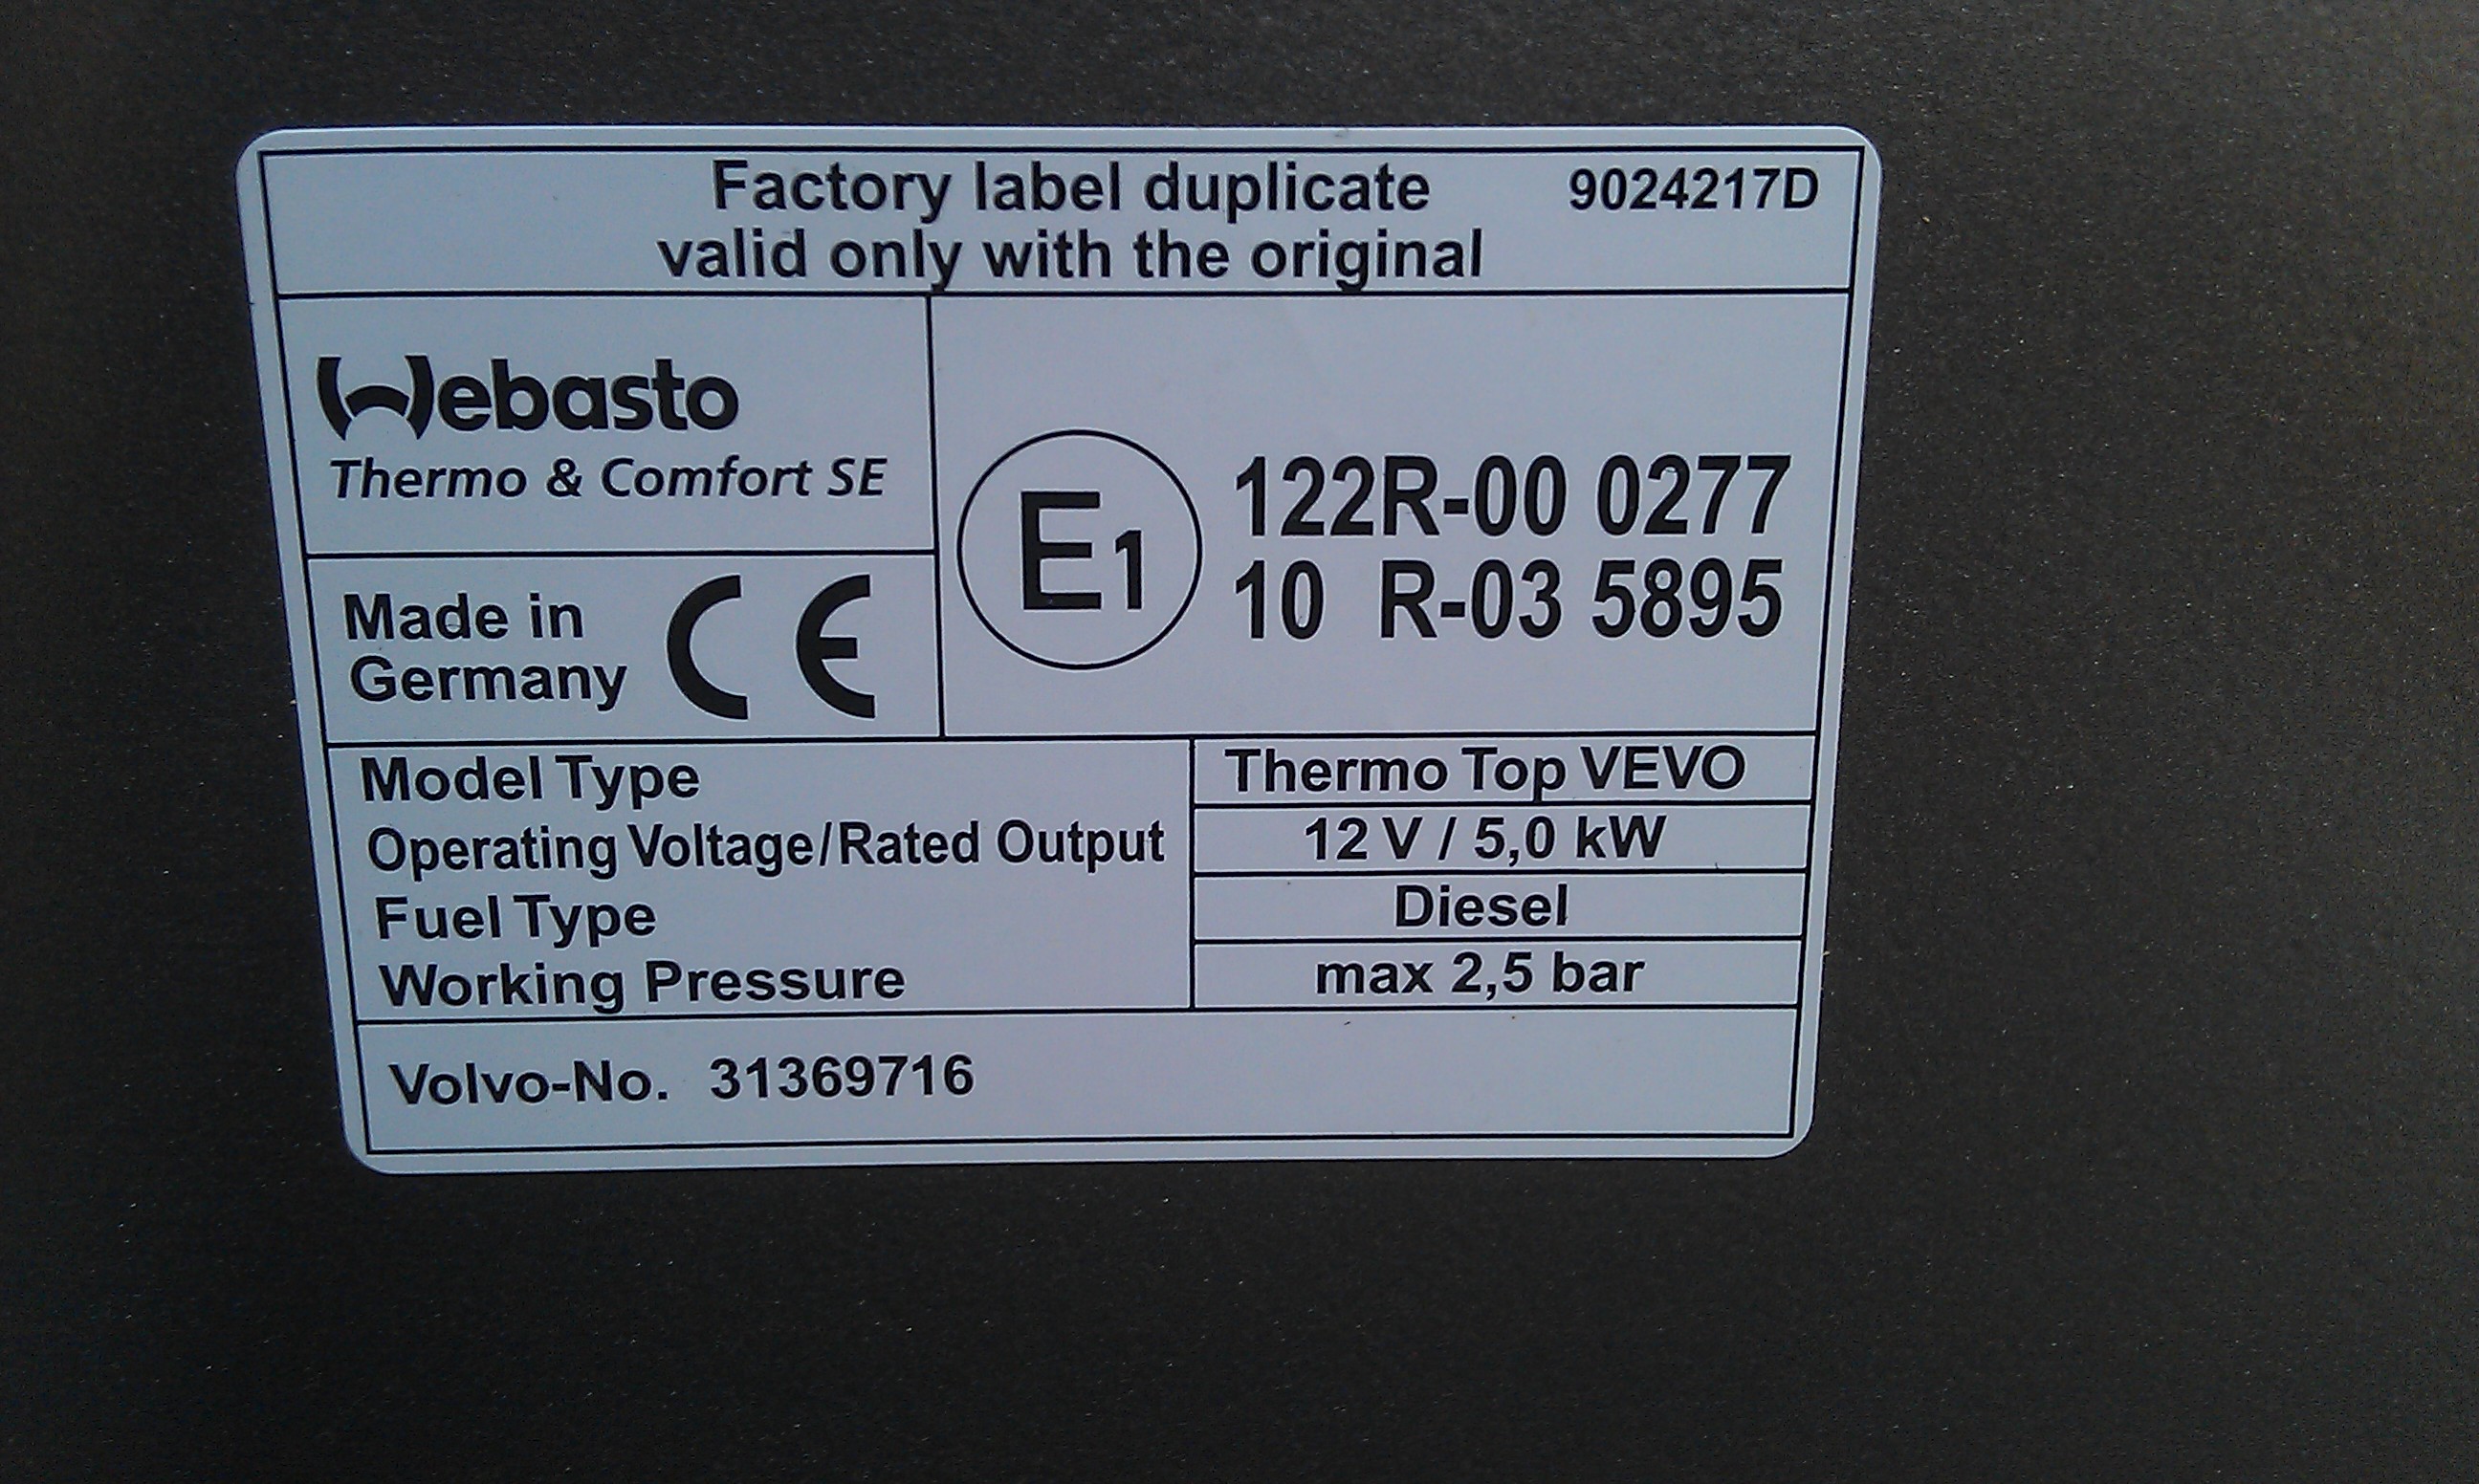 Factory label duplicate 9024217D
valid only with the original
Webasto
Thermo & Comfort SE
Made in
Germany
CE
E1
122R-00 0277
10 R-03 5895
Model Type Thermo Top VEVO
Operating Voltage/Rated Output 12 V / 5,0 kW
Fuel Type Diesel
Working Pressure max 2,5 bar
Volvo-No. 31369716